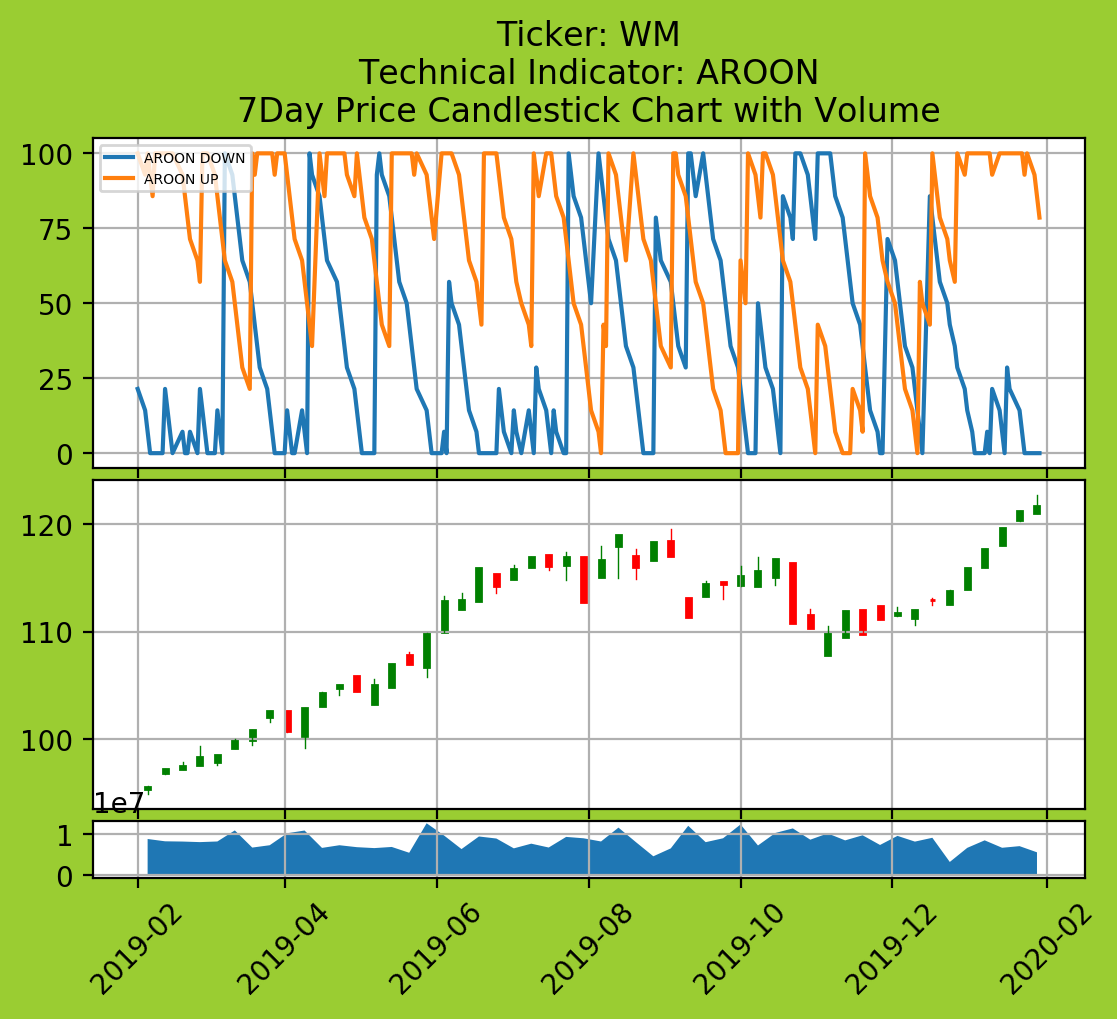 Ticker: WM
Technical Indicator: AROON
7Day Price Candlestick Chart with Volume
100
75
50
25
0
AROON DOWN
AROON UP
120
110
100
1e7
1
0
2019-02
2019-04
2019-06
2019-08
2019-10
2019-12
2020-02